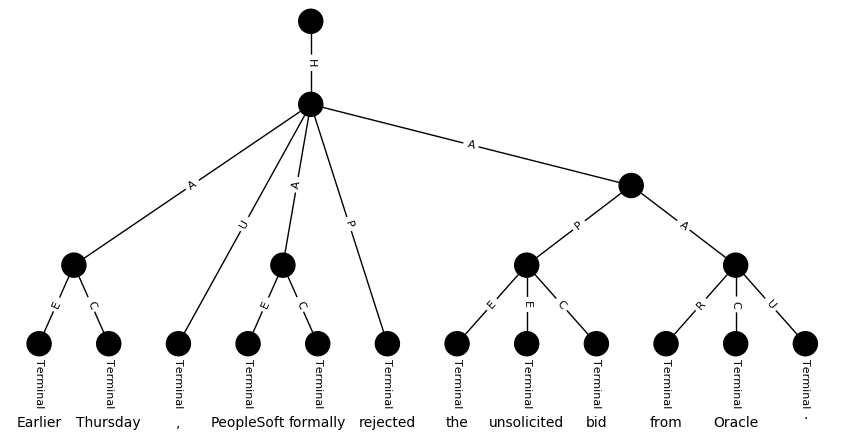 H
A
A
U
A
P
P
A
E
C
E
C
E
E
C
R
C
U
Terminal Terminal Terminal Terminal Terminal Terminal Terminal Terminal Terminal Terminal Terminal Terminal
Earlier Thursday , PeopleSoft formally rejected the unsolicited bid from Oracle .